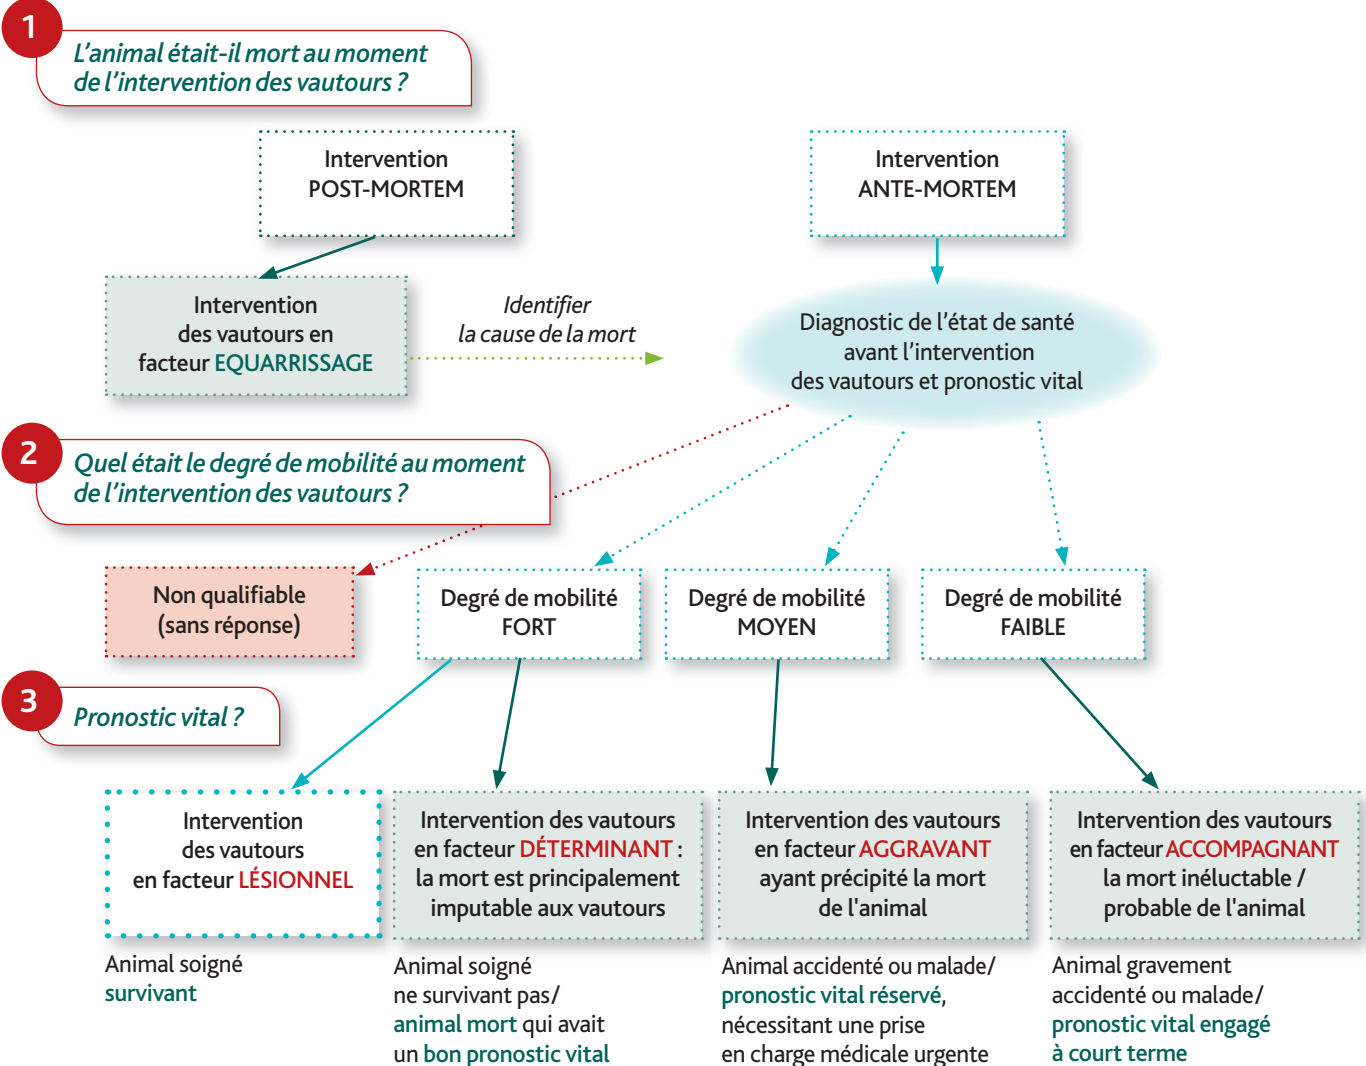 1
L'animal était-il mort au moment
de l'intervention des vautours ?
Intervention
POST-MORTEM
Intervention
ANTE-MORTEM
Intervention
des vautours en
facteur EQUARRISSAGE
Identifier
la cause de la mort
Diagnostic de l'état de santé
avant l'intervention
des vautours et pronostic vital
2
Quel était le degré de mobilité au moment
de l'intervention des vautours ?
Non qualifiable
(sans réponse)
Degré de mobilité
FORT
Degré de mobilité
MOYEN
Degré de mobilité
FAIBLE
3
Pronostic vital ?
Intervention
des vautours
en facteur LÉSIONNEL
Animal soigné
survivant
Intervention des vautours
en facteur DÉTERMINANT :
la mort est principalement
imputable aux vautours
Animal soigné
ne survivant pas/
animal mort qui avait
un bon pronostic vital
Intervention des vautours
en facteur AGGRAVANT
ayant précipité la mort
de l'animal
Animal accidenté ou malade/
pronostic vital réservé,
nécessitant une prise
en charge médicale urgente
Intervention des vautours
en facteur ACCOMPAGNANT
la mort inéluctable /
probable de l'animal
Animal gravement
accidenté ou malade/
pronostic vital engagé
à court terme